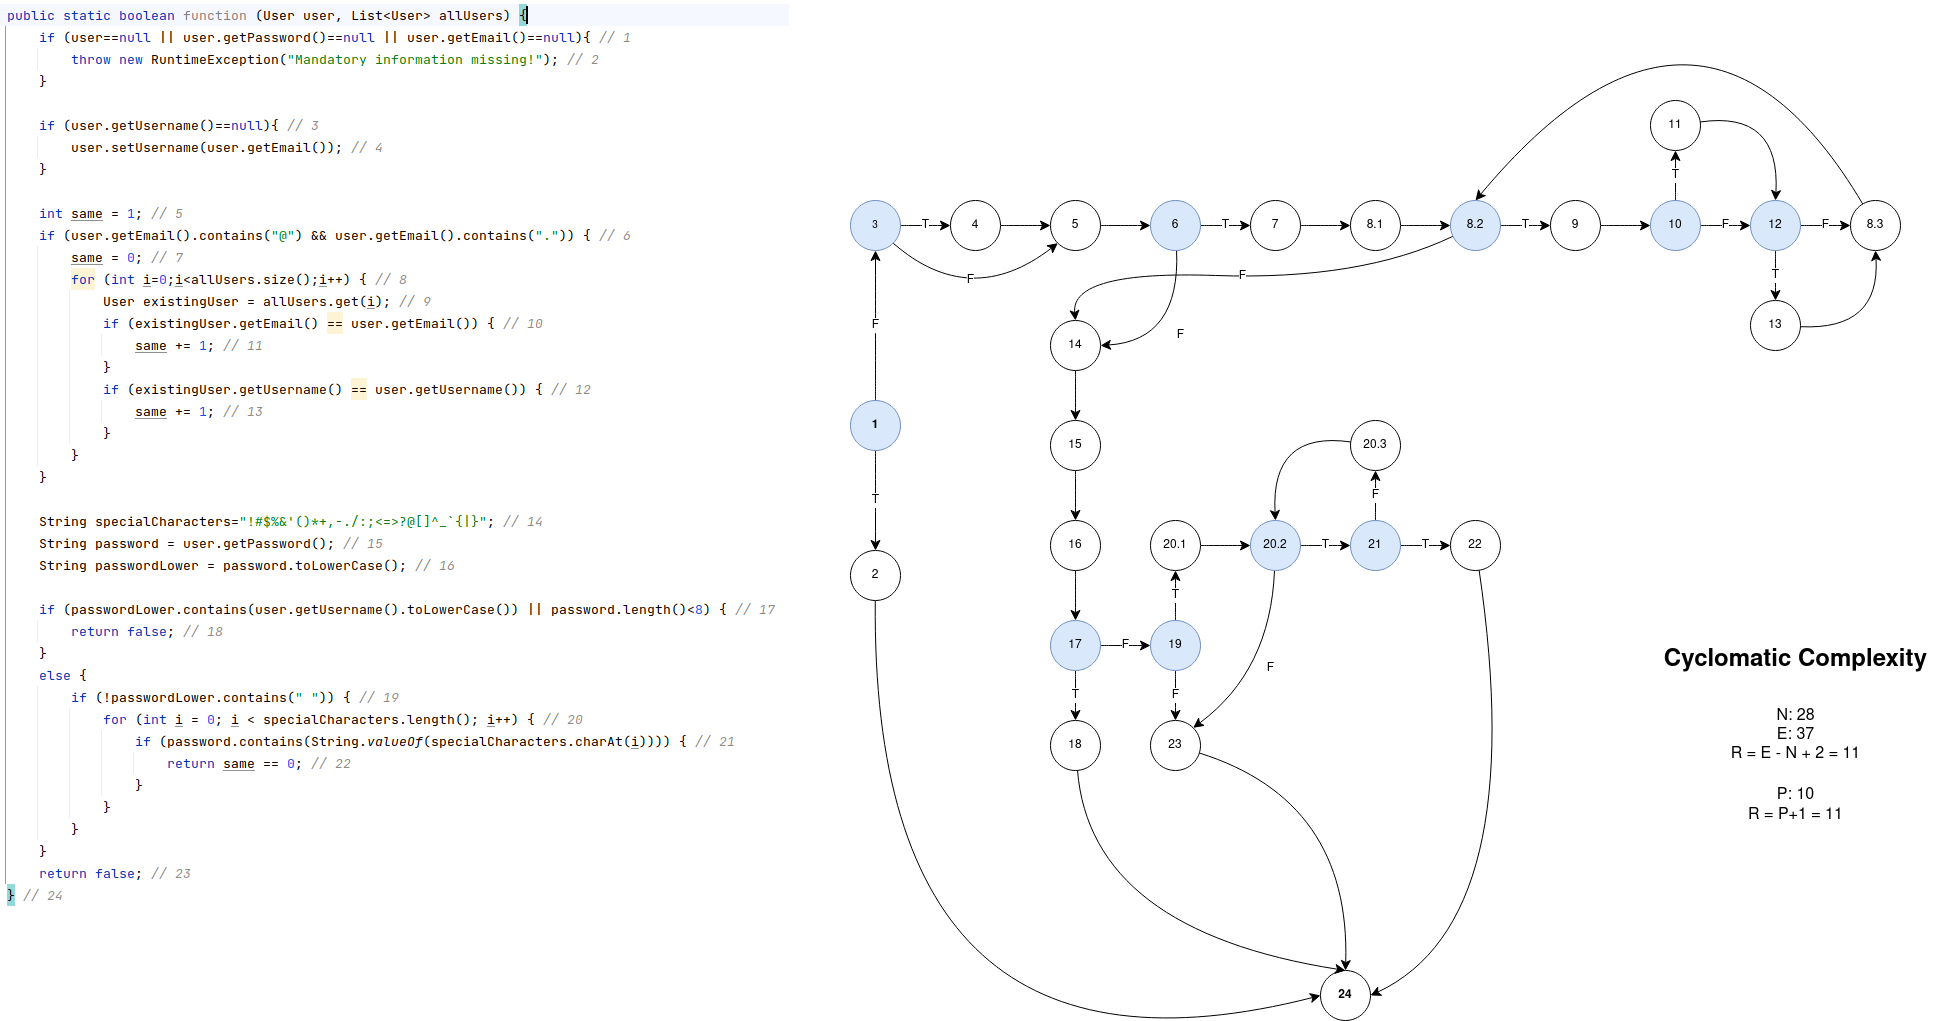 public static boolean function (User user, List<User> allUsers) {
if (user==null || user.getPassword()==null || user.getEmail()==null){ // 1
throw new RuntimeException("Mandatory information missing!"); // 2
}
if (user.getUsername()==null){ // 3
user.setUsername(user.getEmail()); // 4
}
int same = 1; // 5
if (user.getEmail().contains("@") && user.getEmail().contains(".")) { // 6
same = 0; // 7
for (int i=0;i<allUsers.size();i++) { // 8
User existingUser = allUsers.get(i); // 9
if (existingUser.getEmail() == user.getEmail()) { // 10
same += 1; // 11
}
if (existingUser.getUsername() == user.getUsername()) { // 12
same += 1; // 13
}
}
}
String specialCharacters="!#$%&'()*+,-./:;<=>?@[]^_`{|}"; // 14
String password = user.getPassword(); // 15
String passwordLower = password.toLowerCase(); // 16
if (passwordLower.contains(user.getUsername().toLowerCase()) || password.length()<8) { // 17
return false; // 18
}
else {
if (!passwordLower.contains(" ")) { // 19
for (int i = 0; i < specialCharacters.length(); i++) { // 20
if (password.contains(String.valueOf(specialCharacters.charAt(i)))) { // 21
return same == 0; // 22
}
}
}
}
return false; // 23
} // 24
11
T
3 T 4 5 6 T 7 8.1 8.2 T 9 10 F 12 F 8.3
F
F
T
F
F
13
14
1
T
15
20.3
F
16
20.1
20.2
T
21
T
22
2
T
17
F
19
F
T
F
18
23
24
Cyclomatic Complexity
N: 28
E: 37
R = E - N + 2 = 11
P: 10
R = P+1 = 11